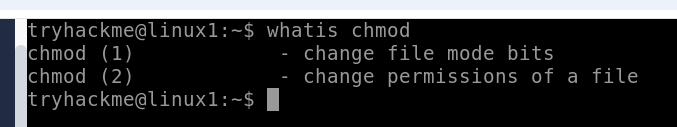 tryhackme@linux1:~$ whatis chmod
chmod (1)            - change file mode bits
chmod (2)            - change permissions of a file
tryhackme@linux1:~$